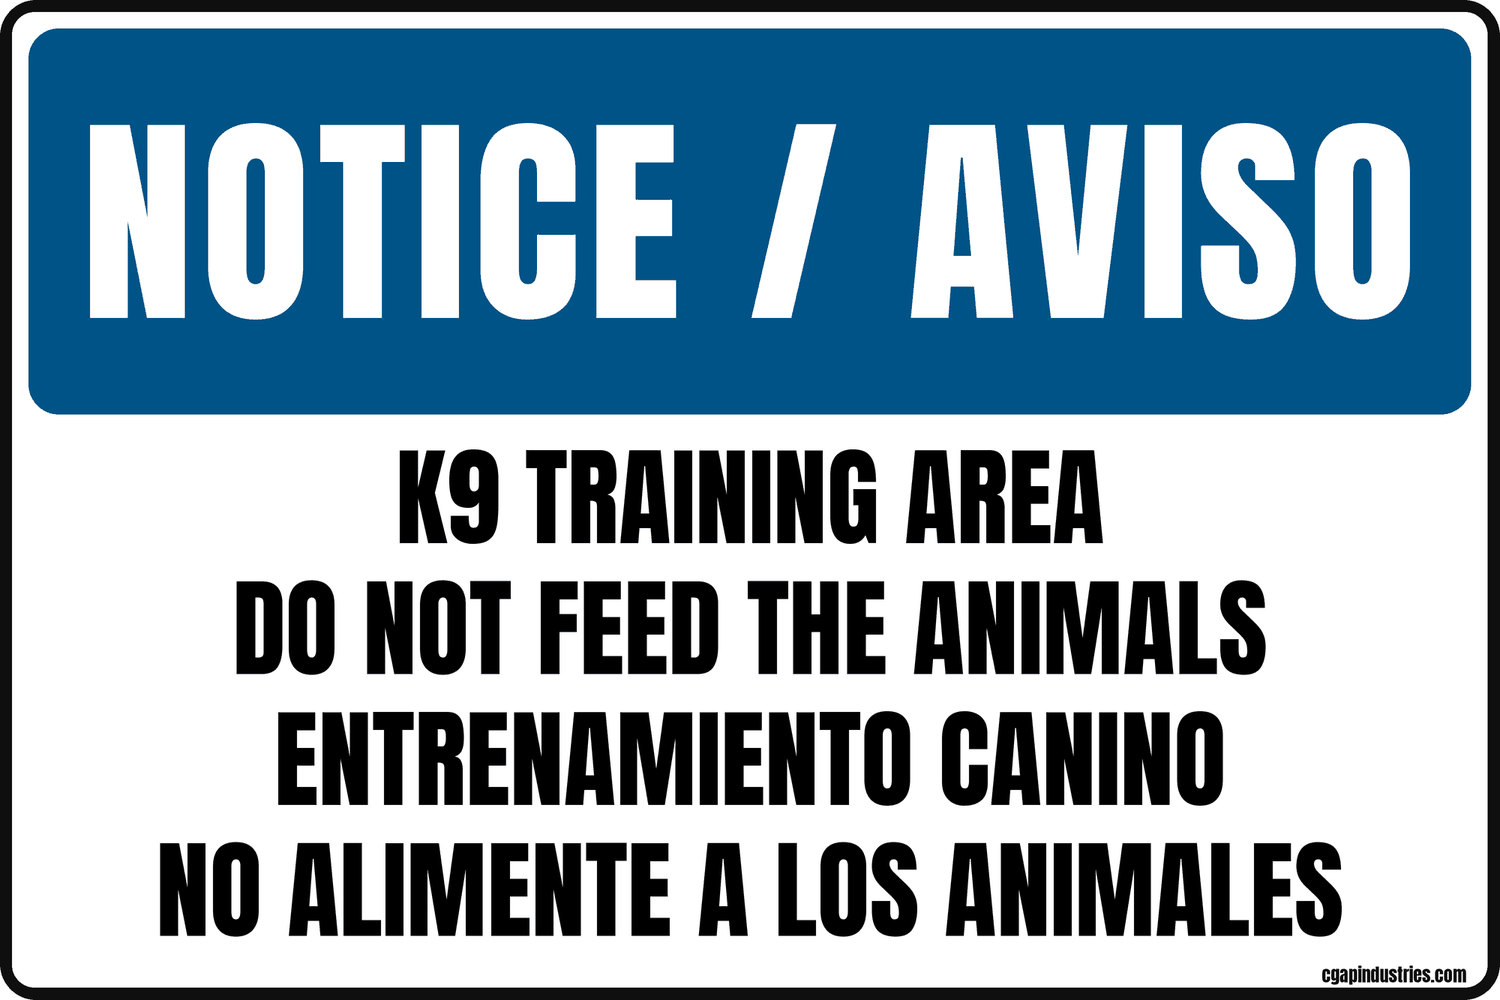 NOTICE / AVISO
K9 TRAINING AREA
DO NOT FEED THE ANIMALS
ENTRENAMIENTO CANINO
NO ALIMENTE A LOS ANIMALES
cgapindustries.com